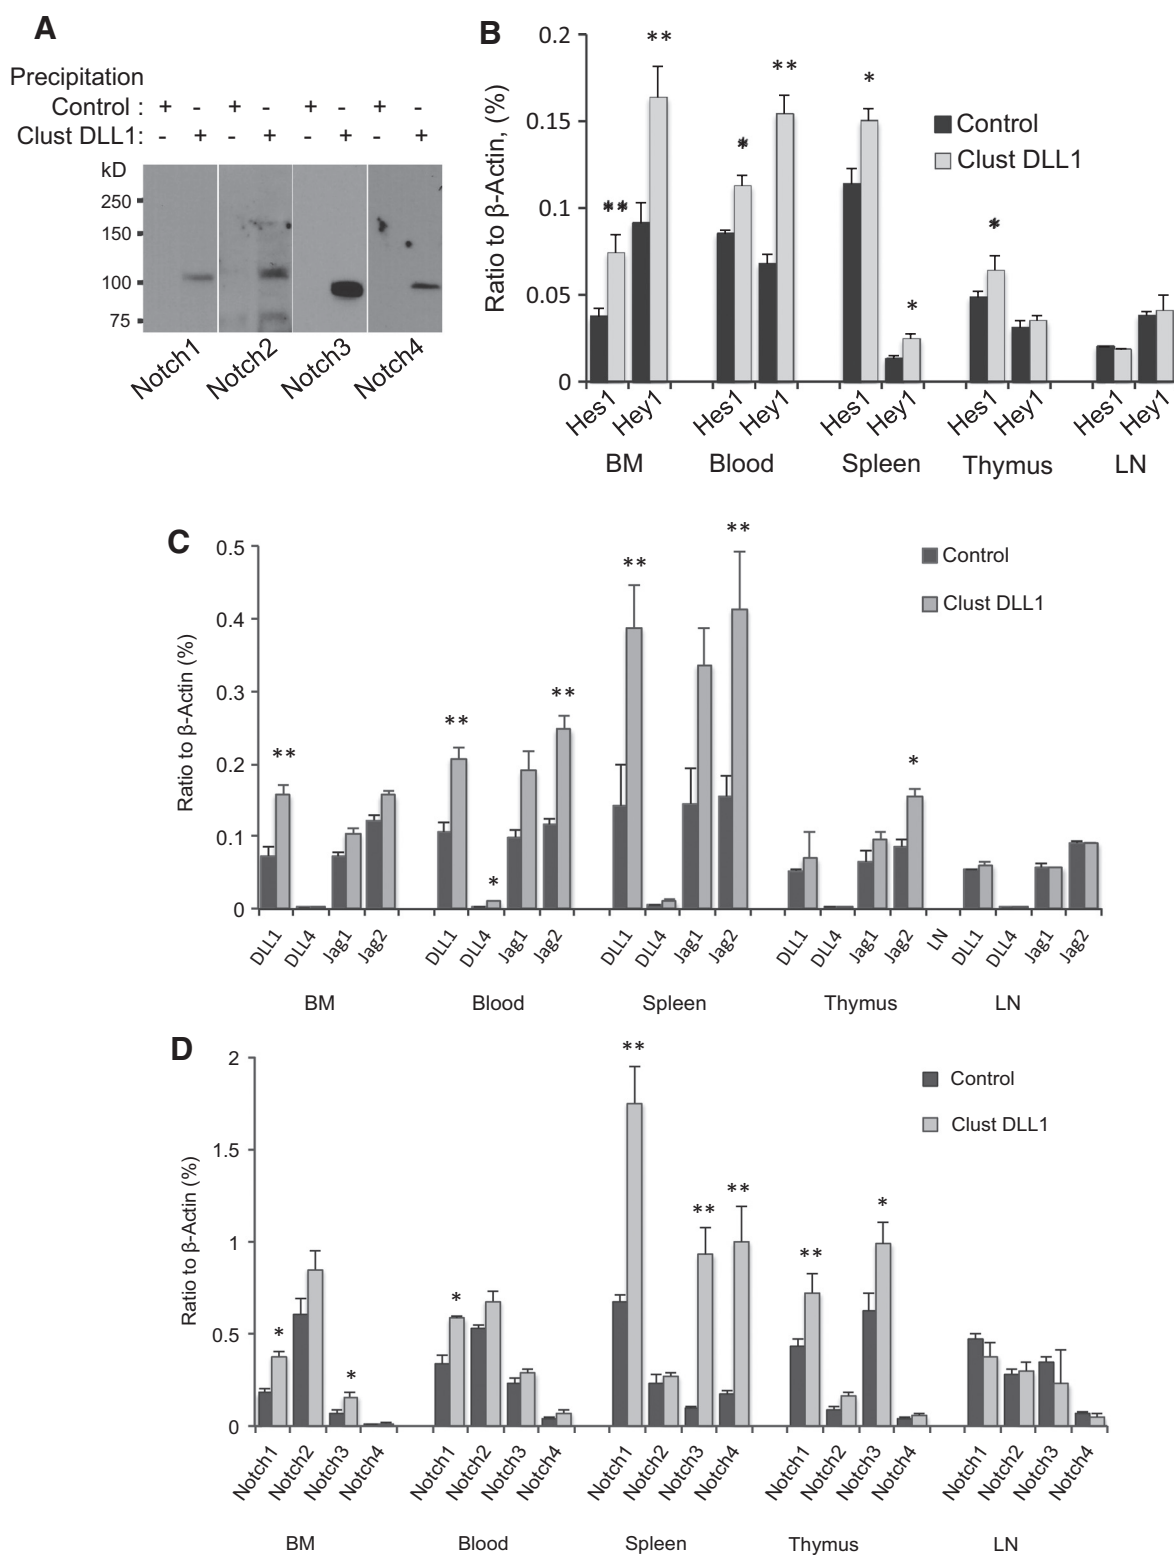 A
Precipitation
Control : + - + - + - + -
Clust DLL1: - + - + - + - +
kD
250
150
100
75
Notch1 Notch2 Notch3 Notch4
B
Ratio to β-Actin, (%)
0.2
0.15
0.1
0.05
0
** ** * ** * * *
Control
Clust DLL1
Hes1 Hey1 Hes1 Hey1 Hes1 Hey1 Hes1 Hey1 Hes1 Hey1
BM Blood Spleen Thymus LN
C
Ratio to β-Actin (%)
0.5
0.4
0.3
0.2
0.1
0
** ** * ** ** ** *
Control
Clust DLL1
DLL1 DLL4 Jag1 Jag2 DLL1 DLL4 Jag1 Jag2 DLL1 DLL4 Jag1 Jag2 DLL1 DLL4 Jag1 Jag2 LN DLL1 DLL4 Jag1 Jag2
BM Blood Spleen Thymus LN
D
Ratio to β-Actin (%)
2
1.5
1
0.5
0
* * * ** ** ** ** *
Control
Clust DLL1
Notch1 Notch2 Notch3 Notch4 Notch1 Notch2 Notch3 Notch4 Notch1 Notch2 Notch3 Notch4 Notch1 Notch2 Notch3 Notch4 Notch1 Notch2 Notch3 Notch4
BM Blood Spleen Thymus LN